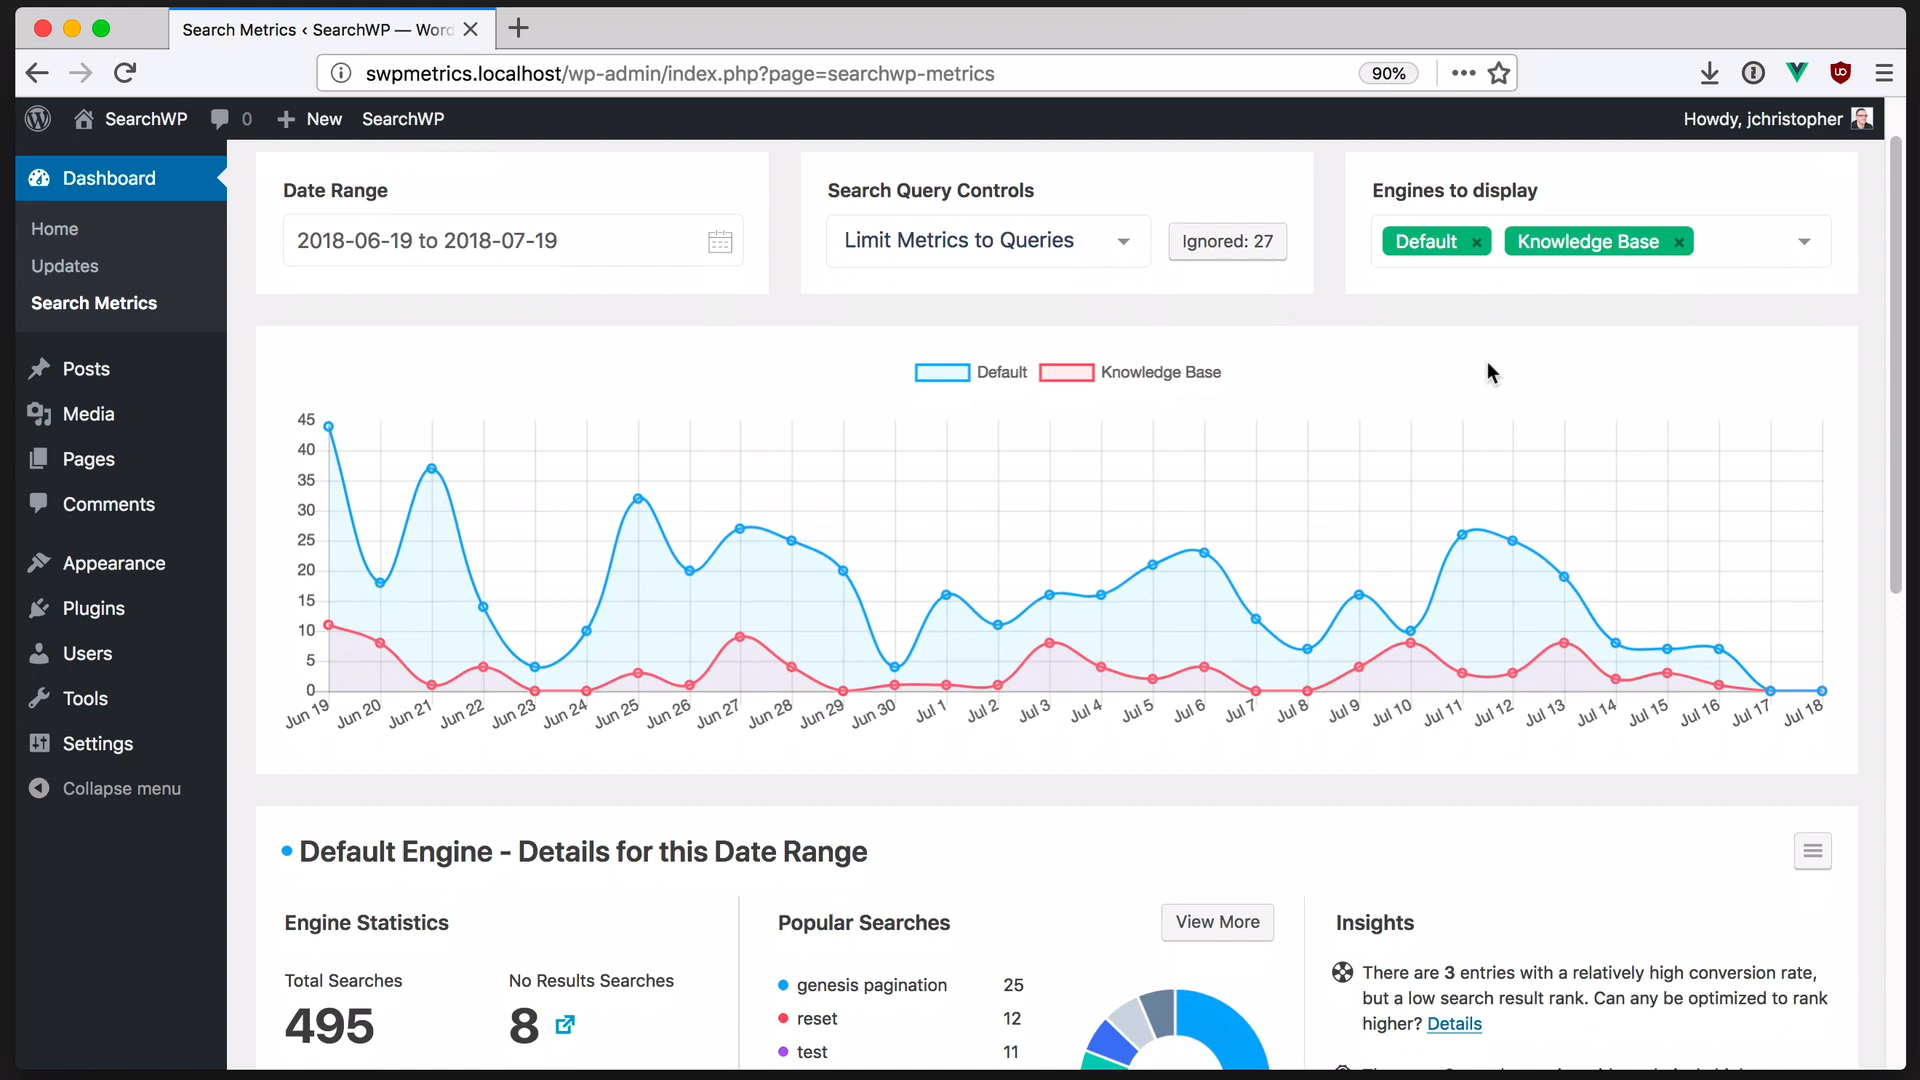 Search Metrics ‹ SearchWP — Word
swpmetrics.localhost/wp-admin/index.php?page=searchwp-metrics
90%
SearchWP
0
New
SearchWP
Howdy, jchristopher
Dashboard
Home
Updates
Search Metrics
Posts
Media
Pages
Comments
Appearance
Plugins
Users
Tools
Settings
Collapse menu
Date Range
2018-06-19 to 2018-07-19
Search Query Controls
Limit Metrics to Queries
Ignored: 27
Engines to display
Default ×
Knowledge Base ×
Default
Knowledge Base
45
40
35
30
25
20
15
10
5
0
Jun 19
Jun 20
Jun 21
Jun 22
Jun 23
Jun 24
Jun 25
Jun 26
Jun 27
Jun 28
Jun 29
Jun 30
Jul 1
Jul 2
Jul 3
Jul 4
Jul 5
Jul 6
Jul 7
Jul 8
Jul 9
Jul 10
Jul 11
Jul 12
Jul 13
Jul 14
Jul 15
Jul 16
Jul 17
Jul 18
Default Engine - Details for this Date Range
Engine Statistics
Total Searches
495
No Results Searches
8
Popular Searches
View More
genesis pagination 25
reset 12
test 11
Insights
There are 3 entries with a relatively high conversion rate,
but a low search result rank. Can any be optimized to rank
higher? Details